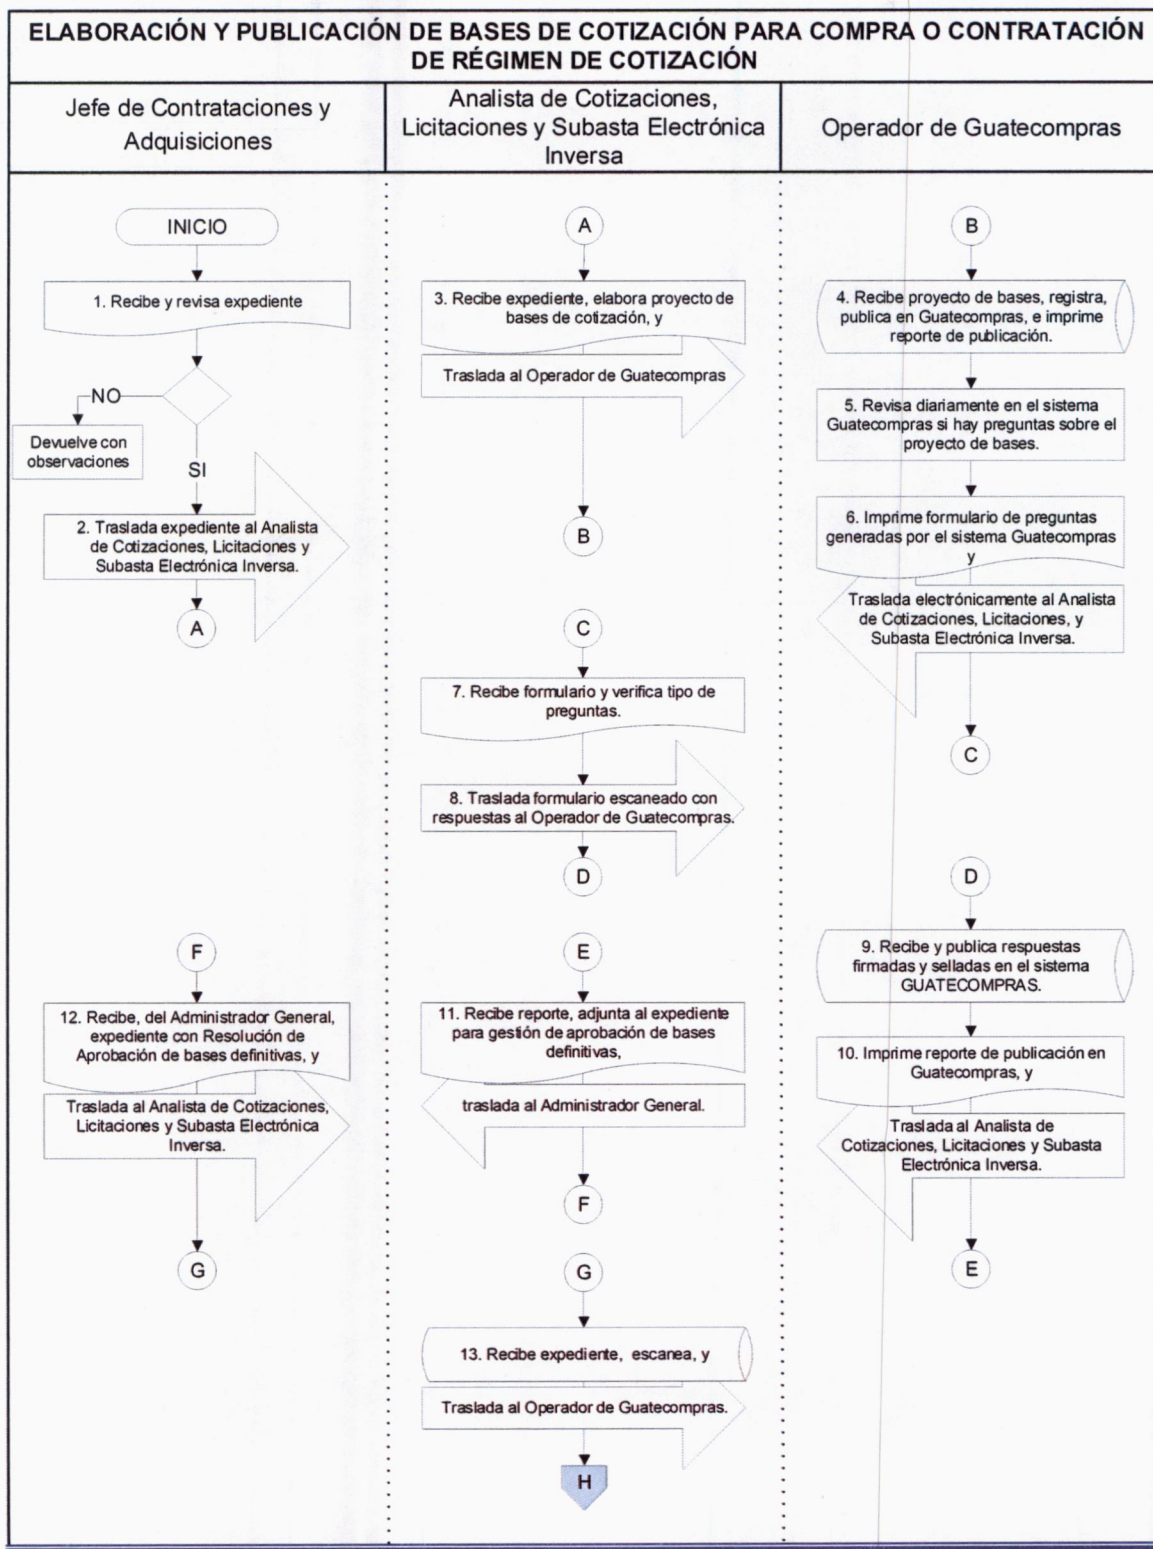 ELABORACIÓN Y PUBLICACIÓN DE BASES DE COTIZACIÓN PARA COMPRA O CONTRATACIÓN
DE RÉGIMEN DE COTIZACIÓN
Jefe de Contrataciones y
Adquisiciones
Analista de Cotizaciones,
Licitaciones y Subasta Electrónica
Inversa
Operador de Guatecompras
INICIO
1. Recibe y revisa expediente
NO
Devuelve con
observaciones
SI
2. Traslada expediente al Analista
de Cotizaciones, Licitaciones y
Subasta Electrónica Inversa.
A
A
3. Recibe expediente, elabora proyecto de
bases de cotización, y
Traslada al Operador de Guatecompras
B
B
4. Recibe proyecto de bases, registra,
publica en Guatecompras, e imprime
reporte de publicación.
5. Revisa diariamente en el sistema
Guatecompras si hay preguntas sobre el
proyecto de bases.
6. Imprime formulario de preguntas
generadas por el sistema Guatecompras
y
Traslada electrónicamente al Analista
de Cotizaciones, Licitaciones, y
Subasta Electrónica Inversa.
C
C
7. Recibe formulario y verifica tipo de
preguntas.
8. Traslada formulario escaneado con
respuestas al Operador de Guatecompras.
D
D
9. Recibe y publica respuestas
firmadas y selladas en el sistema
GUATECOMPRAS.
10. Imprime reporte de publicación en
Guatecompras, y
Traslada al Analista de
Cotizaciones, Licitaciones y Subasta
Electrónica Inversa.
E
E
11. Recibe reporte, adjunta al expediente
para gestión de aprobación de bases
definitivas,
traslada al Administrador General.
F
F
12. Recibe, del Administrador General,
expediente con Resolución de
Aprobación de bases definitivas, y
Traslada al Analista de Cotizaciones,
Licitaciones y Subasta Electrónica
Inversa.
G
G
13. Recibe expediente, escanea, y
Traslada al Operador de Guatecompras.
H